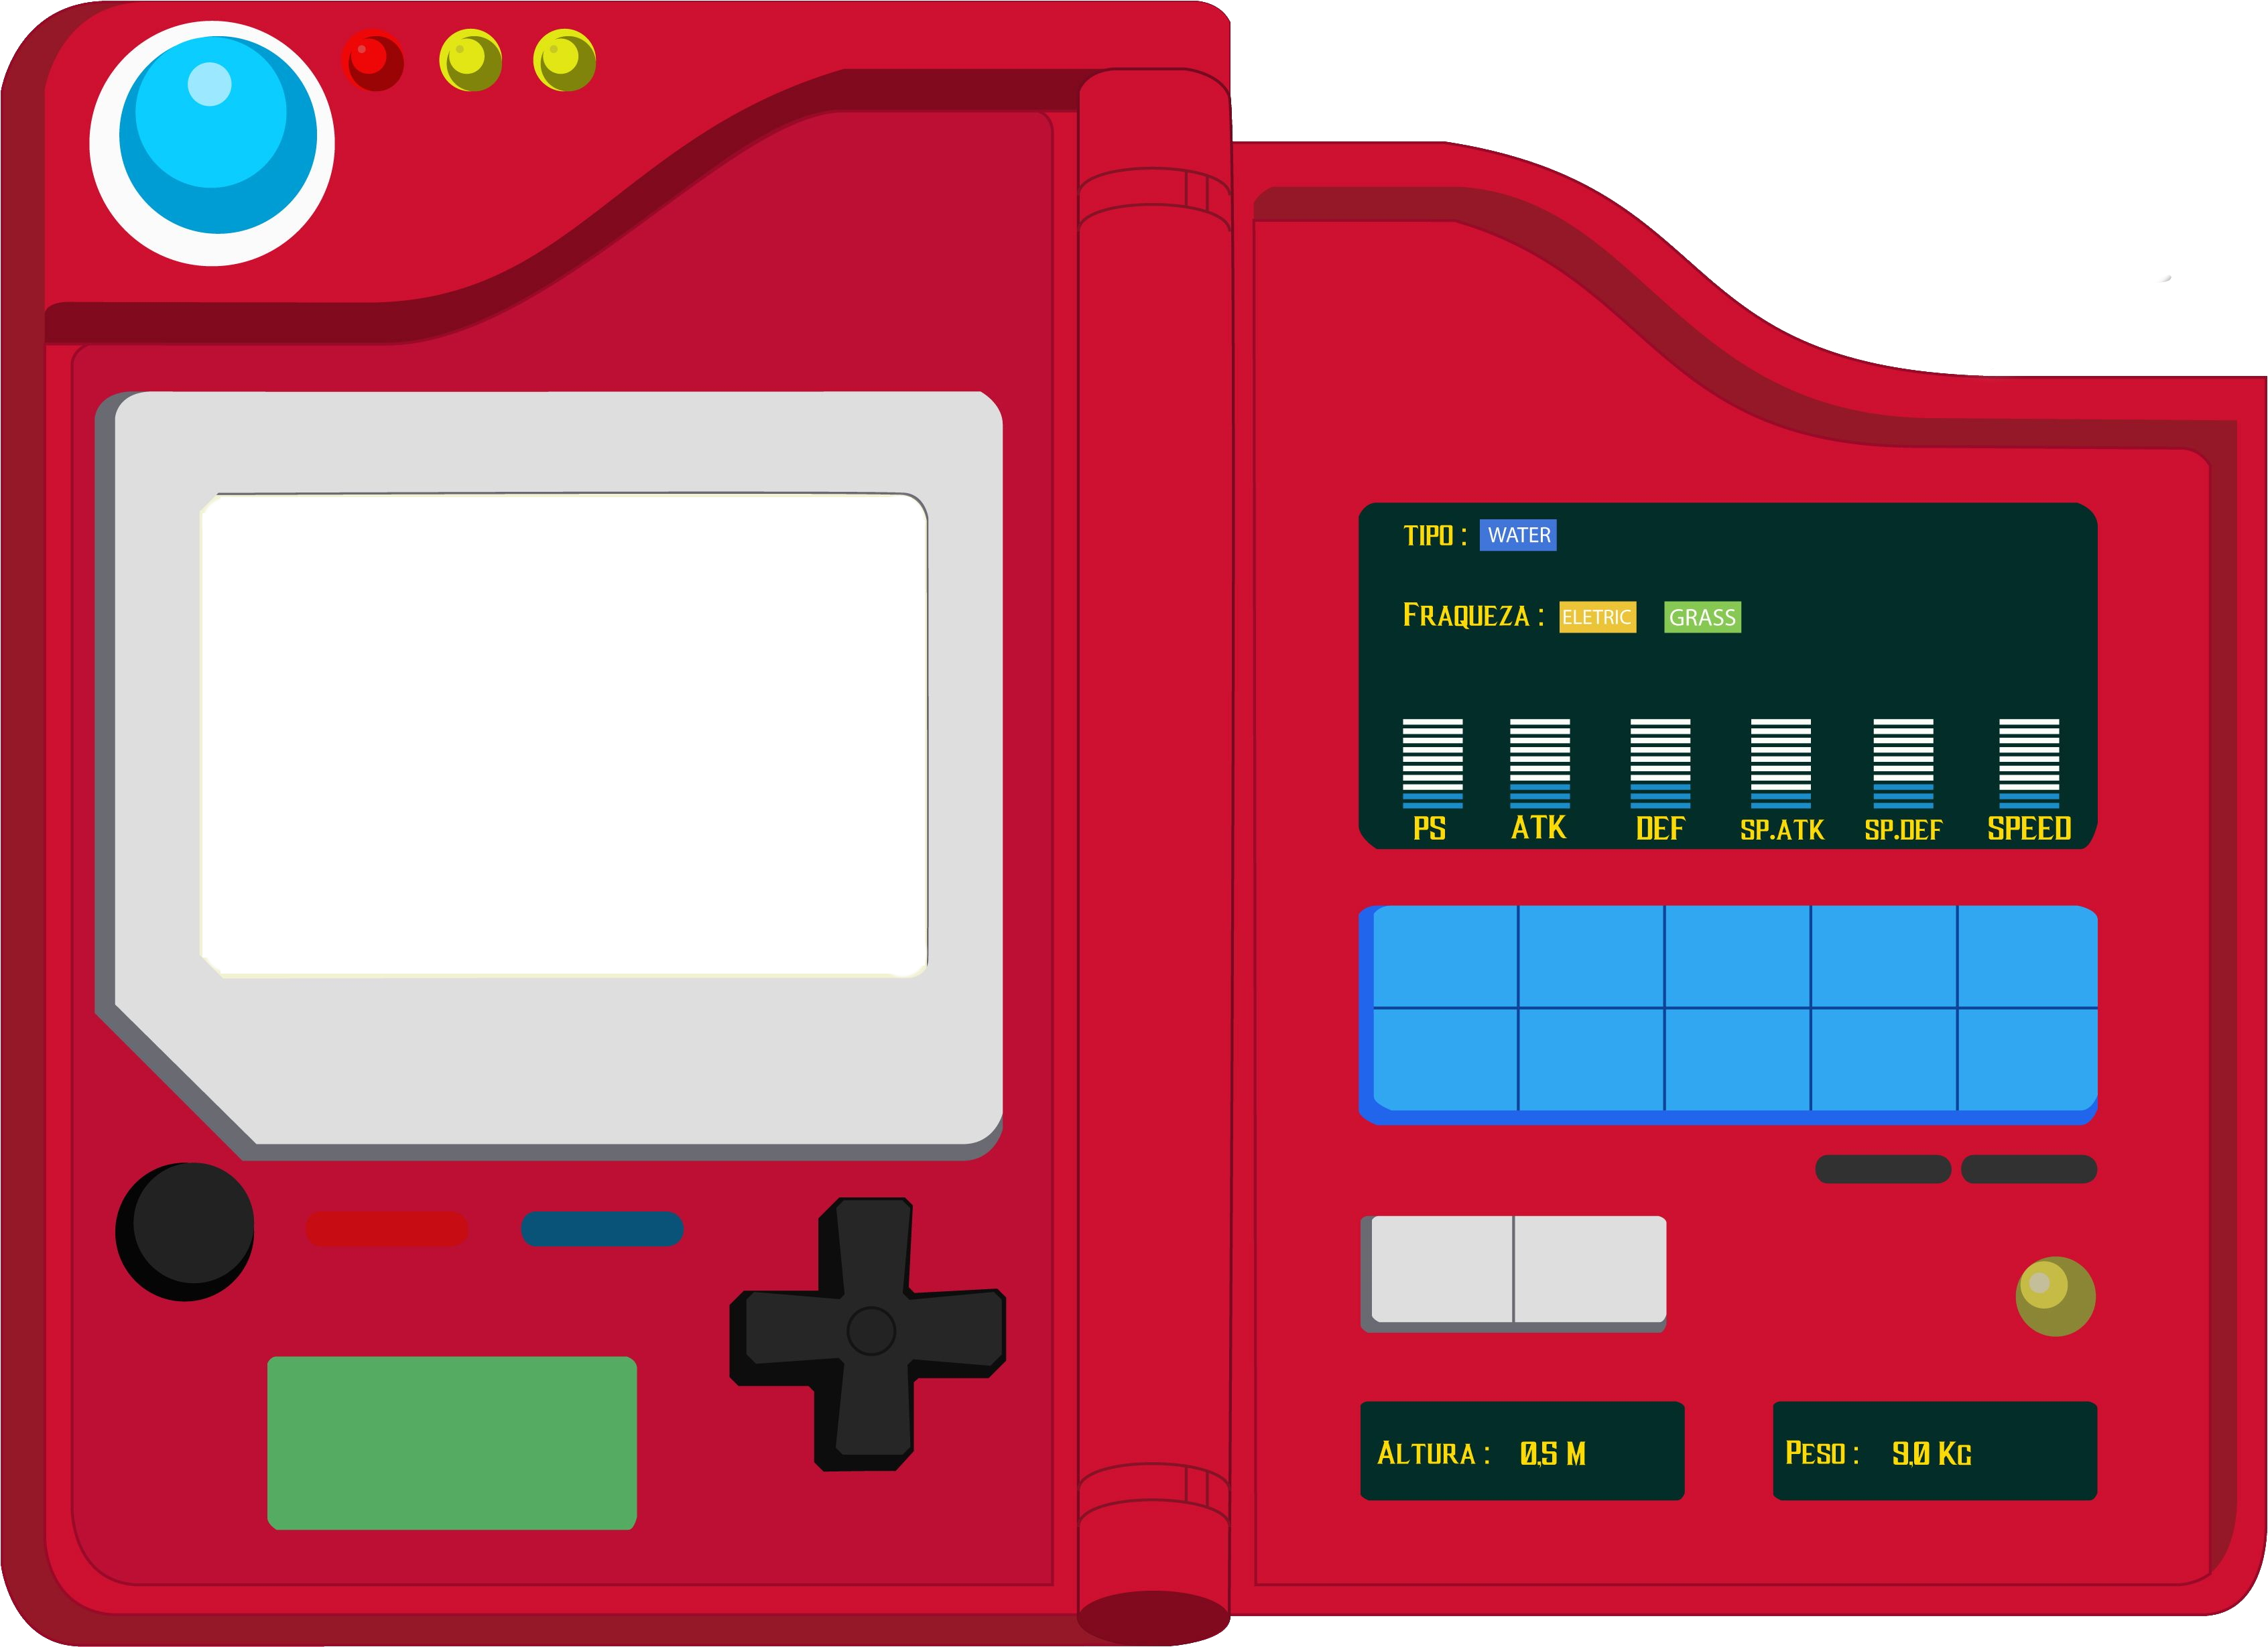 TIPO : WATER
FRAQUEZA : ELETRIC GRASS
PS ATK DEF SP.ATK SP.DEF SPEED
ALTURA : 0,5 M
PESO : 9,0 KG